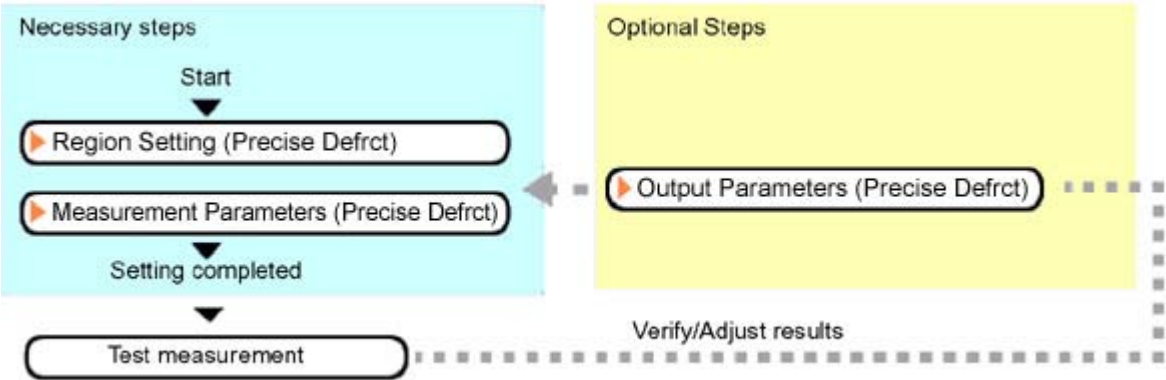 Necessary steps
Start
Region Setting (Precise Defrct)
Measurement Parameters (Precise Defrct)
Setting completed
Test measurement
Optional Steps
Output Parameters (Precise Defrct)
Verify/Adjust results